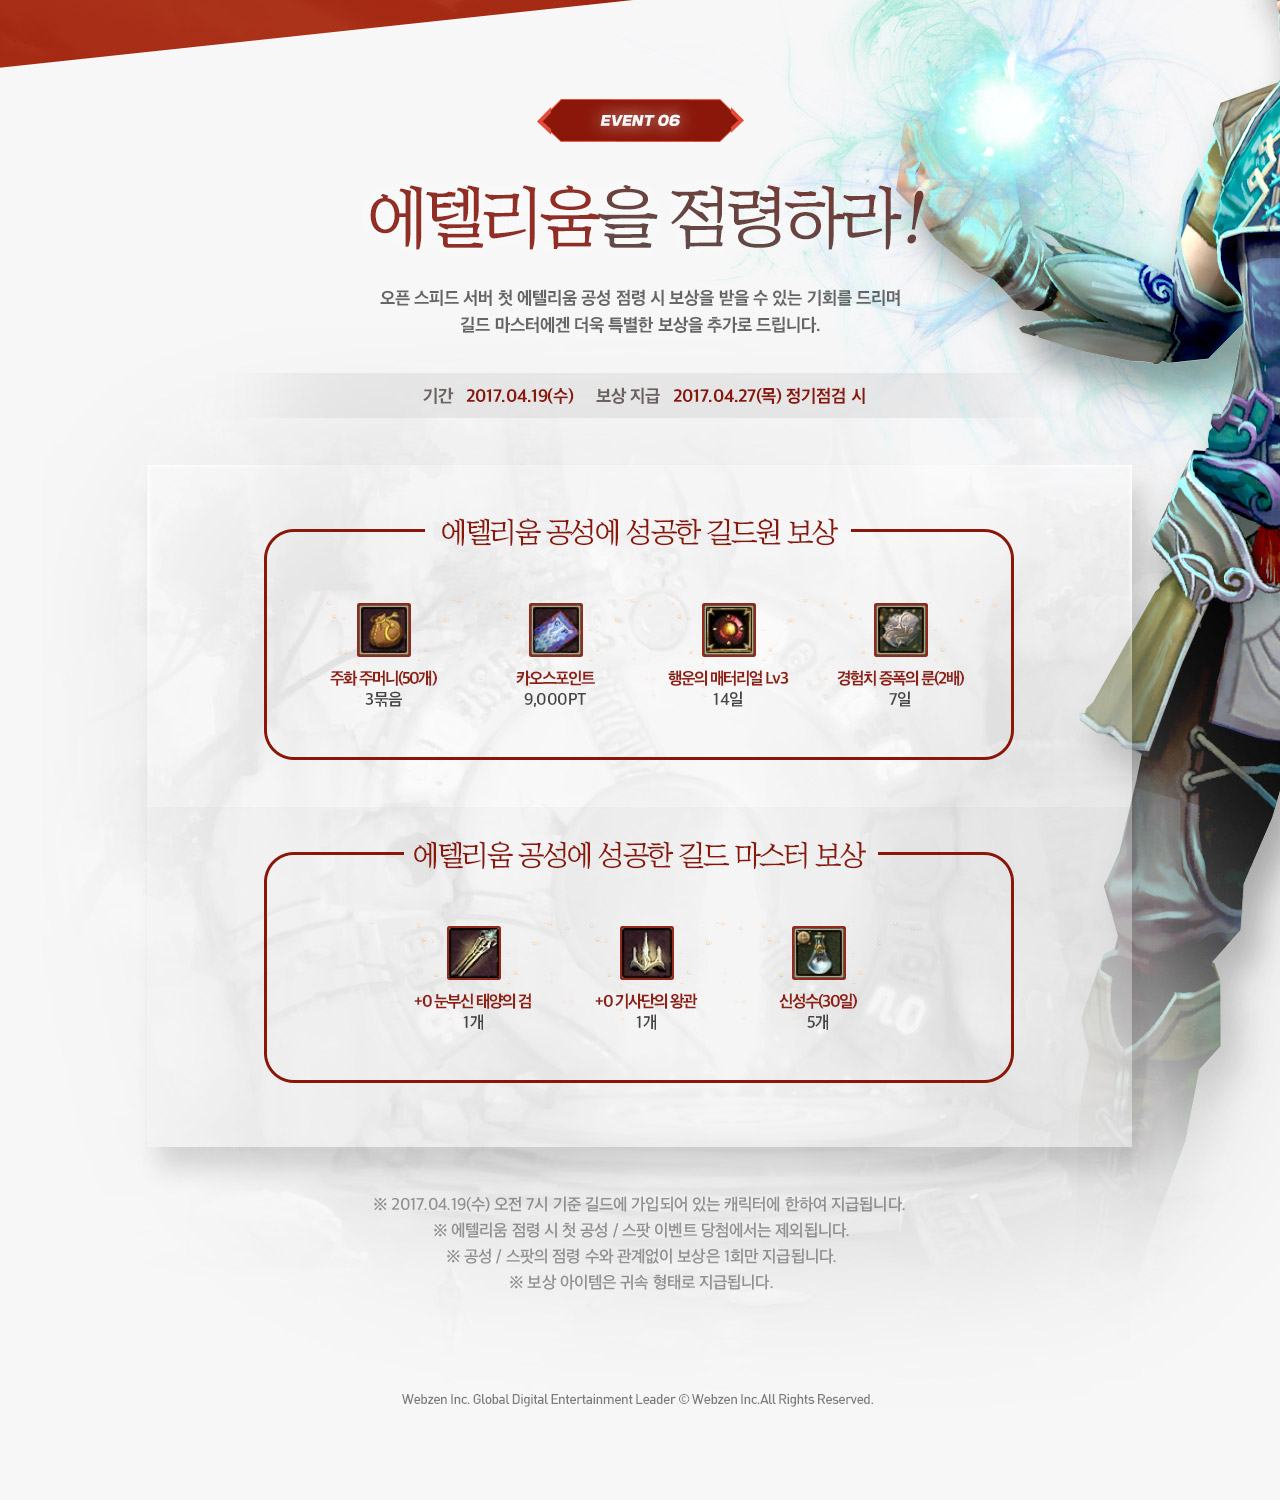 EVENT 06
에텔리움을 점령하라!
오픈 스피드 서버 첫 에텔리움 공성 점령 시 보상을 받을 수 있는 기회를 드리며
길드 마스터에겐 더욱 특별한 보상을 추가로 드립니다.
기간 2017.04.19(수) 보상 지급 2017.04.27(목) 정기점검 시
에텔리움 공성에 성공한 길드원 보상
주화 주머니(50개) 카오스포인트 행운의 매터리얼 Lv3 경험치 증폭의 룬(2배)
3묶음 9,000PT 14일 7일
에텔리움 공성에 성공한 길드 마스터 보상
+0 눈부신 태양의 검 +0 기사단의 왕관 신성수(30일)
1개 1개 5개
※ 2017.04.19(수) 오전 7시 기준 길드에 가입되어 있는 캐릭터에 한하여 지급됩니다.
※ 에텔리움 점령 시 첫 공성 / 스팟 이벤트 당첨에서는 제외됩니다.
※ 공성 / 스팟의 점령 수와 관계없이 보상은 1회만 지급됩니다.
※ 보상 아이템은 귀속 형태로 지급됩니다.
Webzen Inc. Global Digital Entertainment Leader © Webzen Inc.All Rights Reserved.